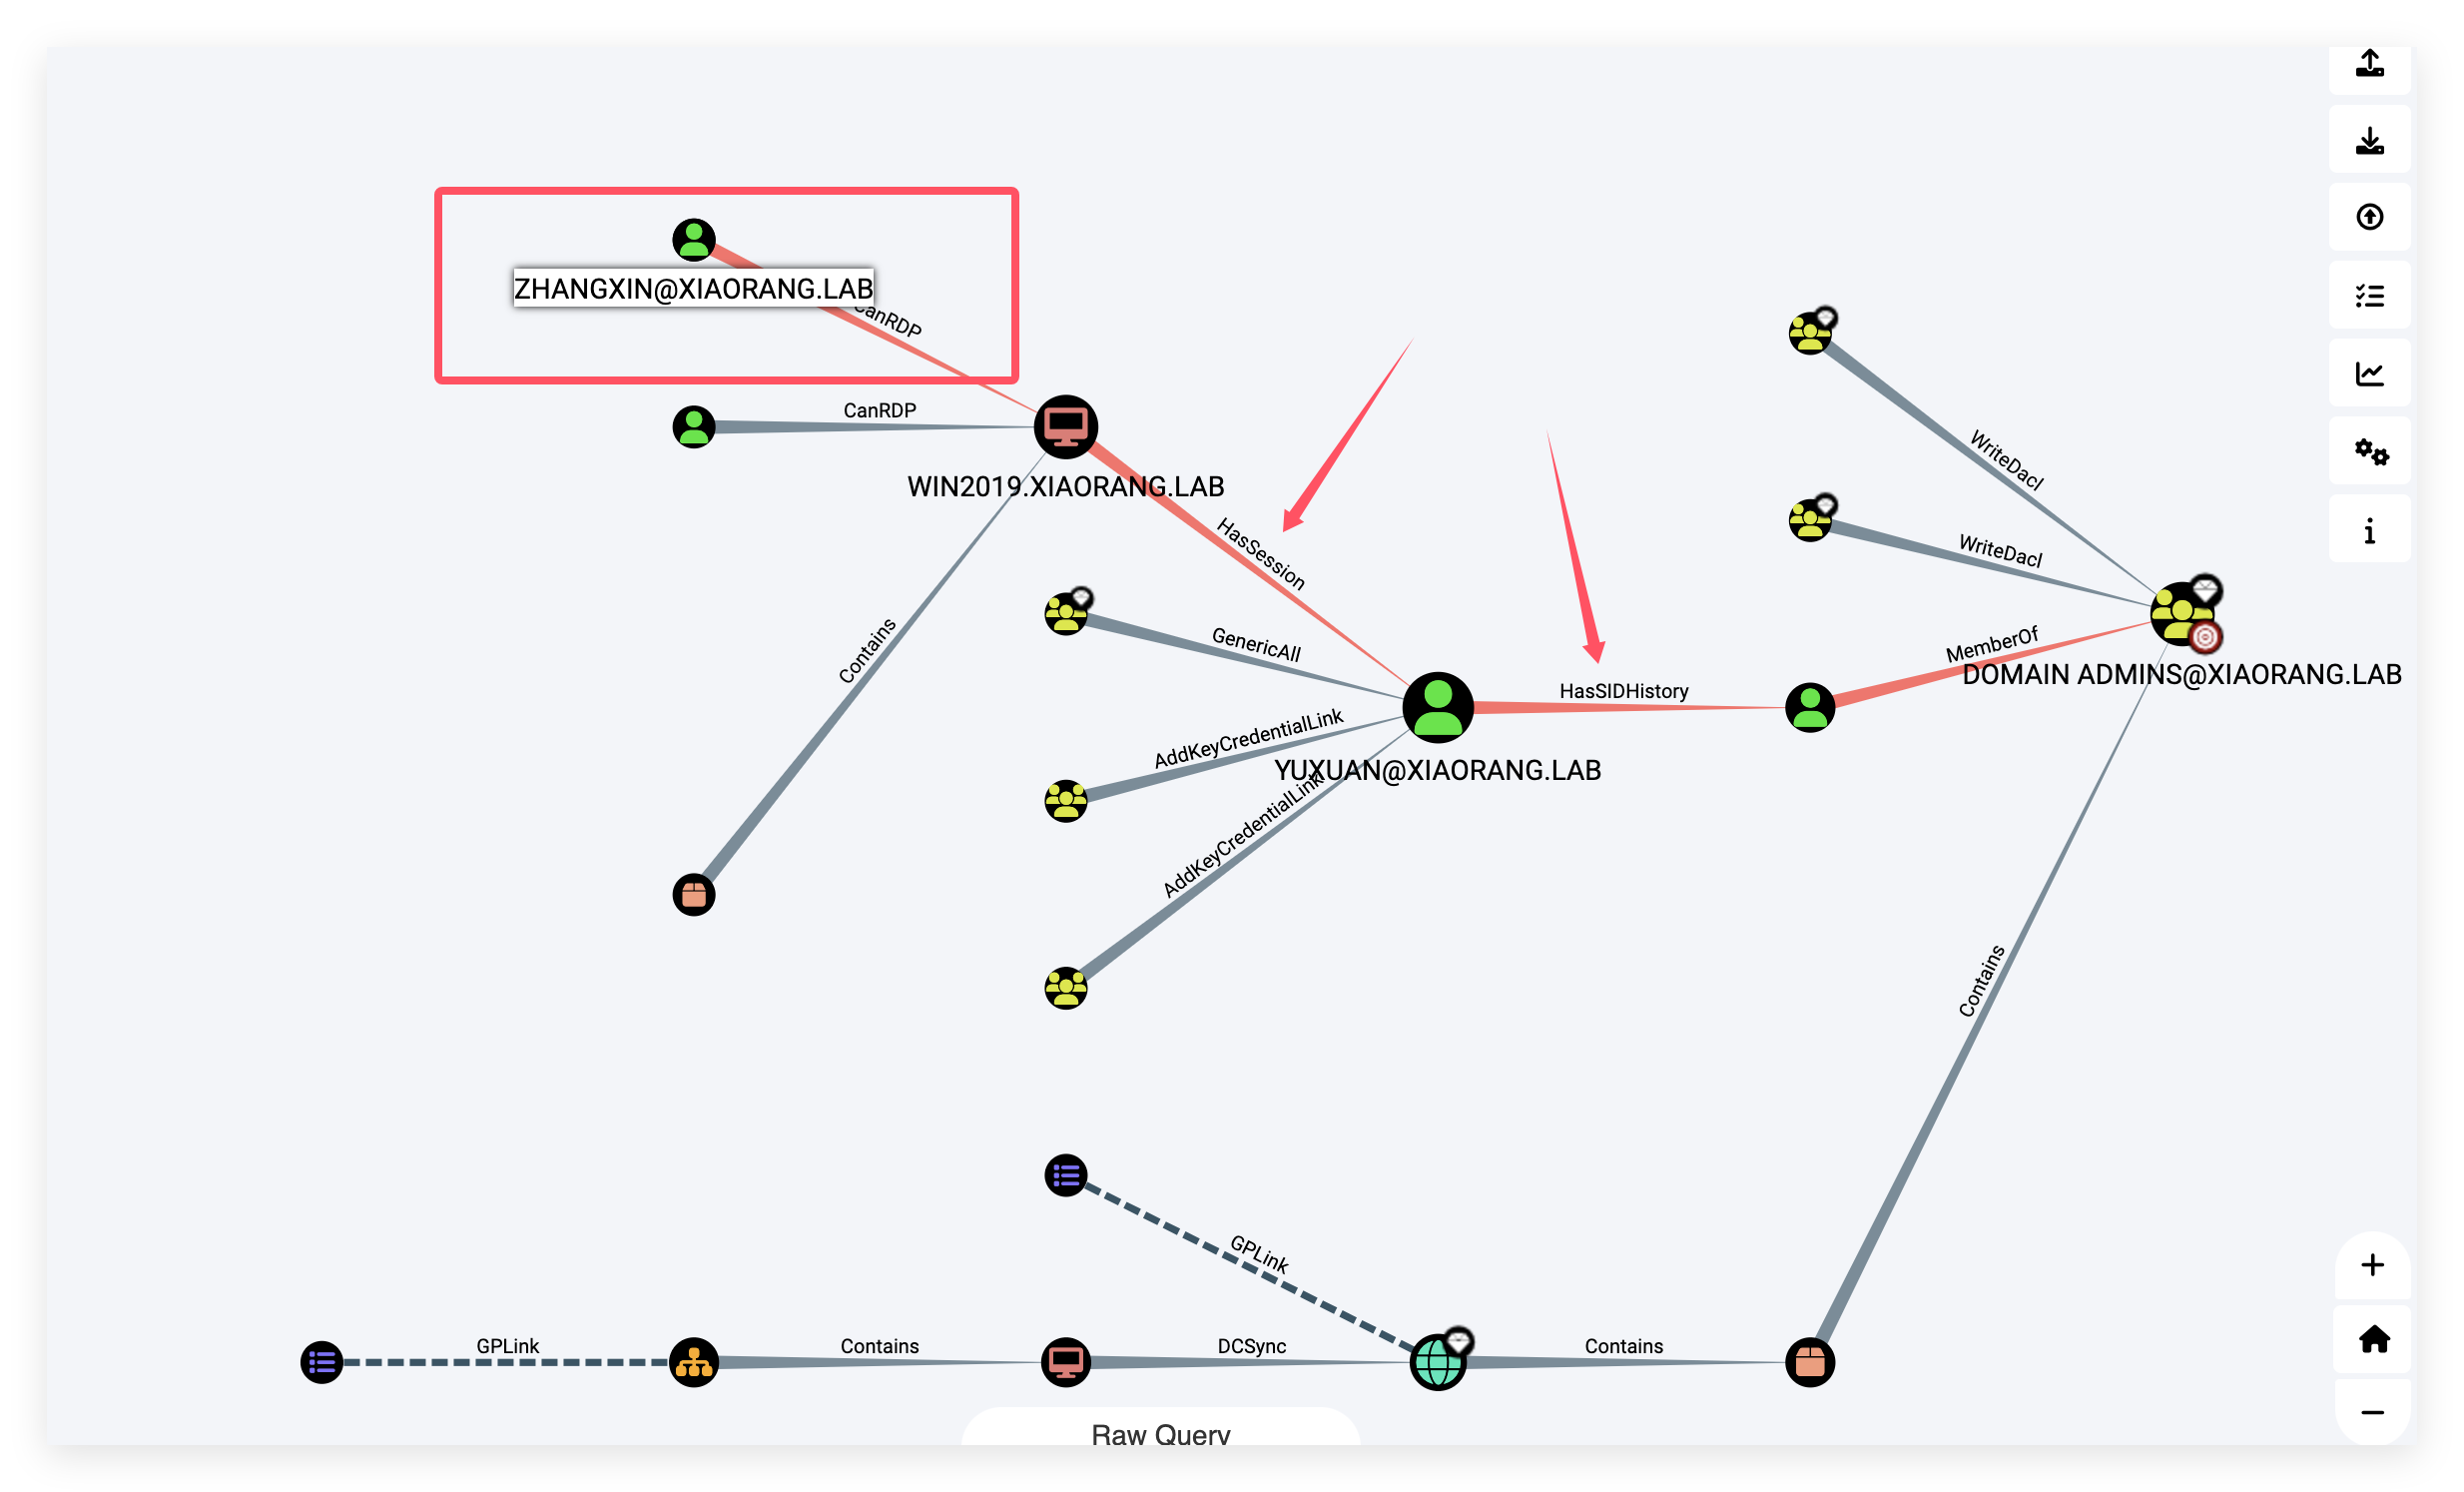 ZHANGXIN@XIAORANG.LAB
CanRDP
CanRDP
WIN2019.XIAORANG.LAB
HasSession
WriteDacl
WriteDacl
GenericAll
Contains
MemberOf
DOMAIN ADMINS@XIAORANG.LAB
HasSIDHistory
AddKeyCredentialLink
YUXUAN@XIAORANG.LAB
AddKeyCredentialLink
Contains
GPLink
GPLink
Contains
DCSync
Contains
Raw Query